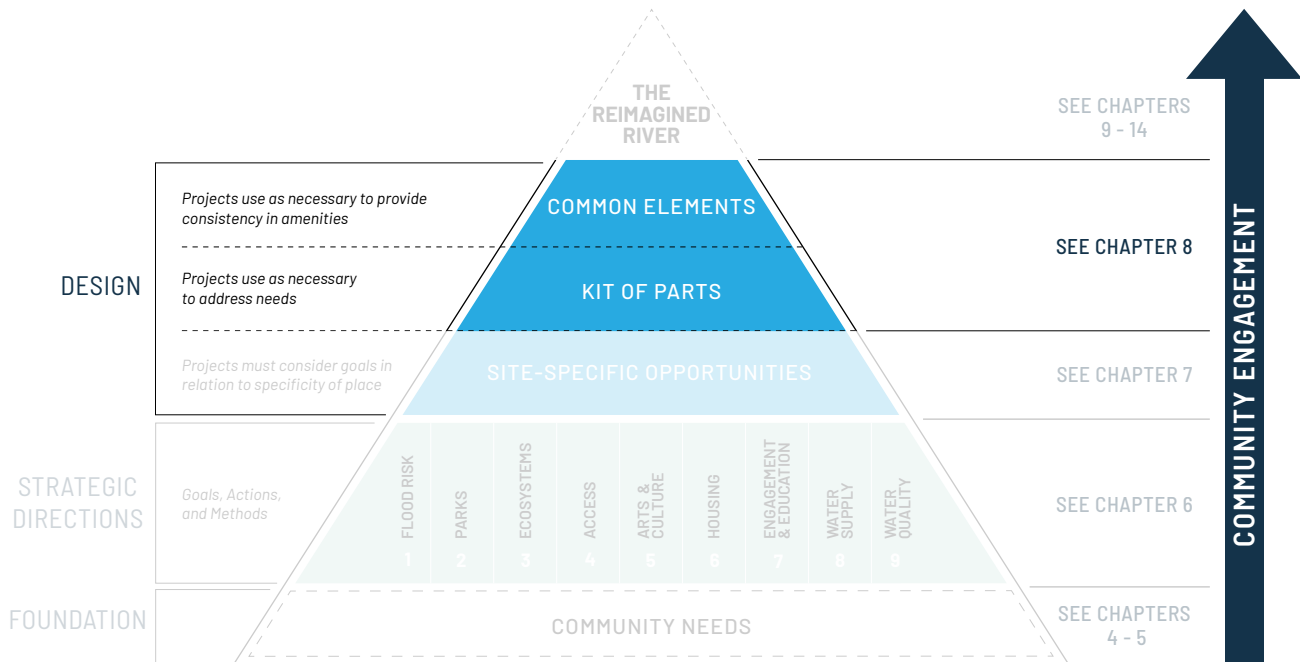 THE
REIMAGINED
RIVER
SEE CHAPTERS
9 - 14
DESIGN
Projects use as necessary to provide
consistency in amenities
COMMON ELEMENTS
SEE CHAPTER 8
Projects use as necessary
to address needs
KIT OF PARTS
Projects must consider goals in
relation to specificity of place
SITE-SPECIFIC OPPORTUNITIES
SEE CHAPTER 7
STRATEGIC
DIRECTIONS
Goals, Actions,
and Methods
FLOOD RISK
1
PARKS
2
ECOSYSTEMS
3
ACCESS
4
ARTS &
CULTURE
5
HOUSING
6
ENGAGEMENT
& EDUCATION
7
WATER
SUPPLY
8
WATER
QUALITY
9
SEE CHAPTER 6
FOUNDATION
COMMUNITY NEEDS
SEE CHAPTERS
4 - 5
COMMUNITY ENGAGEMENT